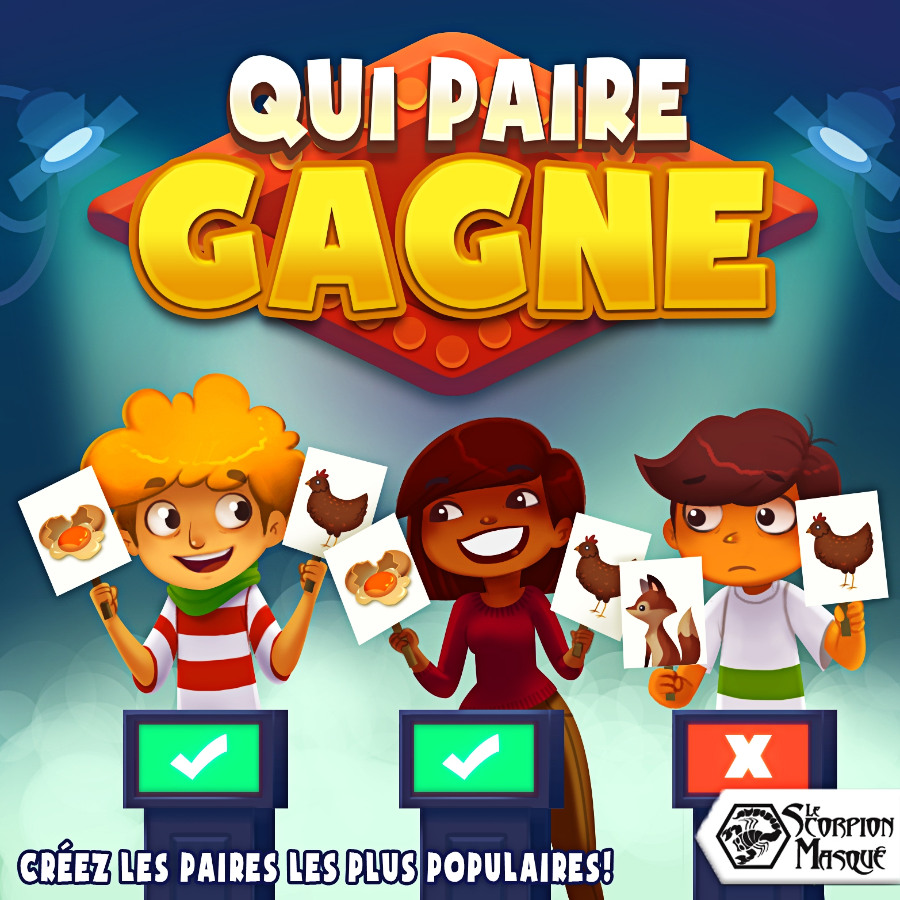 QUI PAIRE
GAGNE
CRÉEZ LES PAIRES LES PLUS POPULAIRES!
LE
SCORPION
MASQUÉ